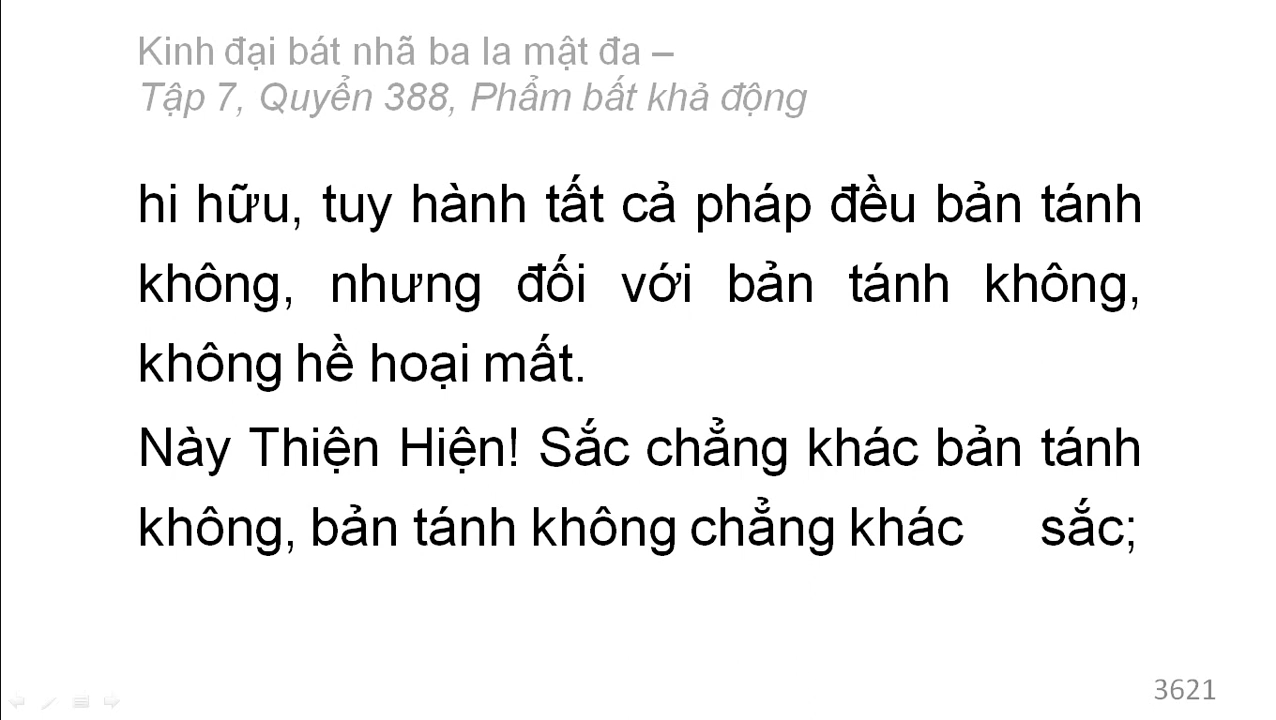 Kinh đại bát nhã ba la mật đa –
Tập 7, Quyển 388, Phẩm bất khả động
hi hữu, tuy hành tất cả pháp đều bản tánh
không, nhưng đối với bản tánh không,
không hề hoại mất.
Này Thiện Hiện! Sắc chẳng khác bản tánh
không, bản tánh không chẳng khác sắc;
3621